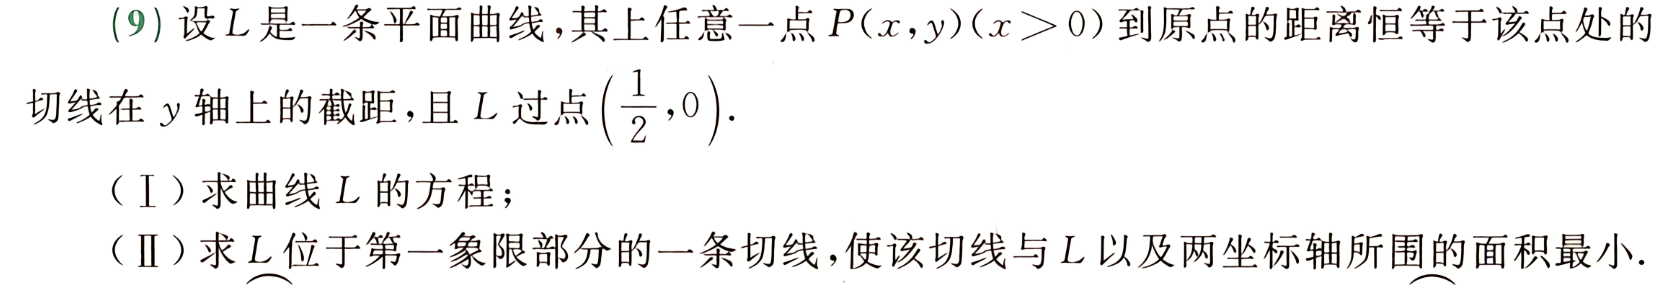 (9) 设 L 是一条平面曲线,其上任意一点 P(x,y)(x>0) 到原点的距离恒等于该点处的
切线在 y 轴上的截距,且 L 过点(1/2,0).
(Ⅰ) 求曲线 L 的方程;
(Ⅱ) 求 L 位于第一象限部分的一条切线,使该切线与 L 以及两坐标轴所围的面积最小.